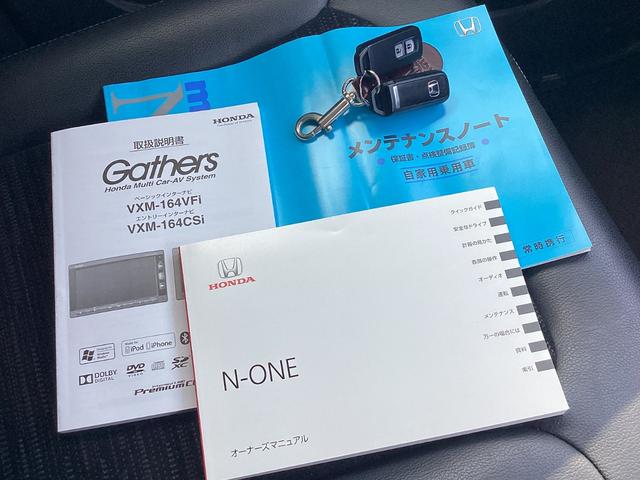 HONDA
メンテナンスノート
保証書・点検整備記録簿
自家用乗用車
常時携行
HONDA
取扱説明書
Gathers
Honda Multi Car-AV System
ベーシックインターナビ
VXM-164VFi
エントリーインターナビ
VXM-164CSi
Made for
iPod iPhone
DOLBY
DIGITAL
DVD
VIDEO
SD
XC
HONDA
N-ONE
オーナーズマニュアル
クイックガイド
安全なドライブ
計器の見かた
各部の操作
オーディオ
運転
メンテナンス
万一の場合には
資料
索引